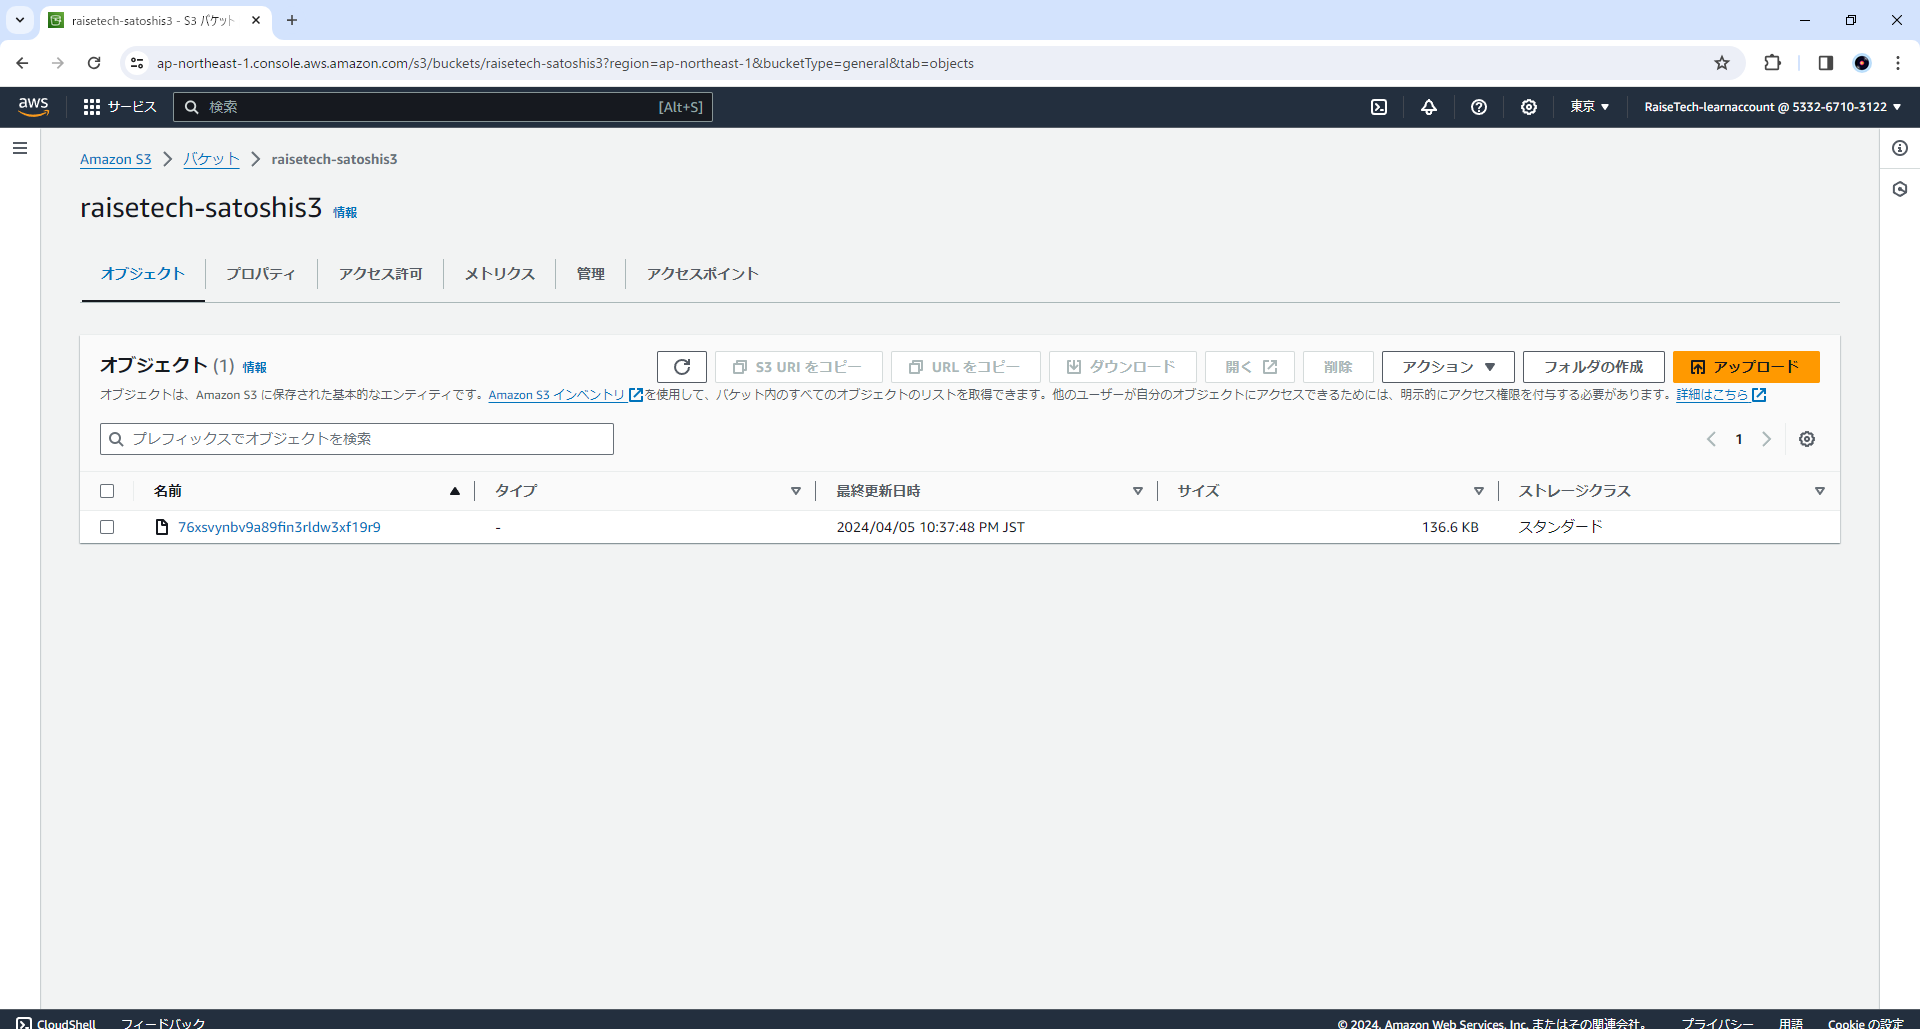 raisetech-satoshis3 - S3 バケット
ap-northeast-1.console.aws.amazon.com/s3/buckets/raisetech-satoshis3?region=ap-northeast-1&bucketType=general&tab=objects
aws サービス 検索 [Alt+S] 東京 RaiseTech-learnaccount @ 5332-6710-3122
Amazon S3 バケット raisetech-satoshis3
raisetech-satoshis3 情報
オブジェクト プロパティ アクセス許可 メトリクス 管理 アクセスポイント
オブジェクト (1) 情報 S3 URI をコピー URL をコピー ダウンロード 開く 削除 アクション フォルダの作成 アップロード
オブジェクトは、Amazon S3 に保存された基本的なエンティティです。Amazon S3 インベントリ を使用して、バケット内のすべてのオブジェクトのリストを取得できます。他のユーザーが自分のオブジェクトにアクセスできるためには、明示的にアクセス権限を付与する必要があります。詳細はこちら
プレフィックスでオブジェクトを検索 1
名前 タイプ 最終更新日時 サイズ ストレージクラス
76xsvynbv9a89fin3rldw3xf19r9 - 2024/04/05 10:37:48 PM JST 136.6 KB スタンダード
CloudShell フィードバック © 2024, Amazon Web Services, Inc. またはその関連会社。 プライバシー 用語 Cookie の設定